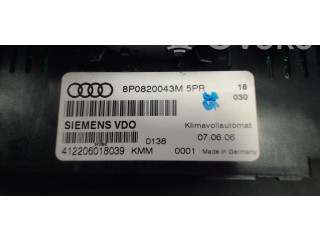 8P0820043M 5PR 18
030
SIEMENS VDO Klimavollautomat
0138 07.06.06
412206018039 KMM 0001 Made in Germany